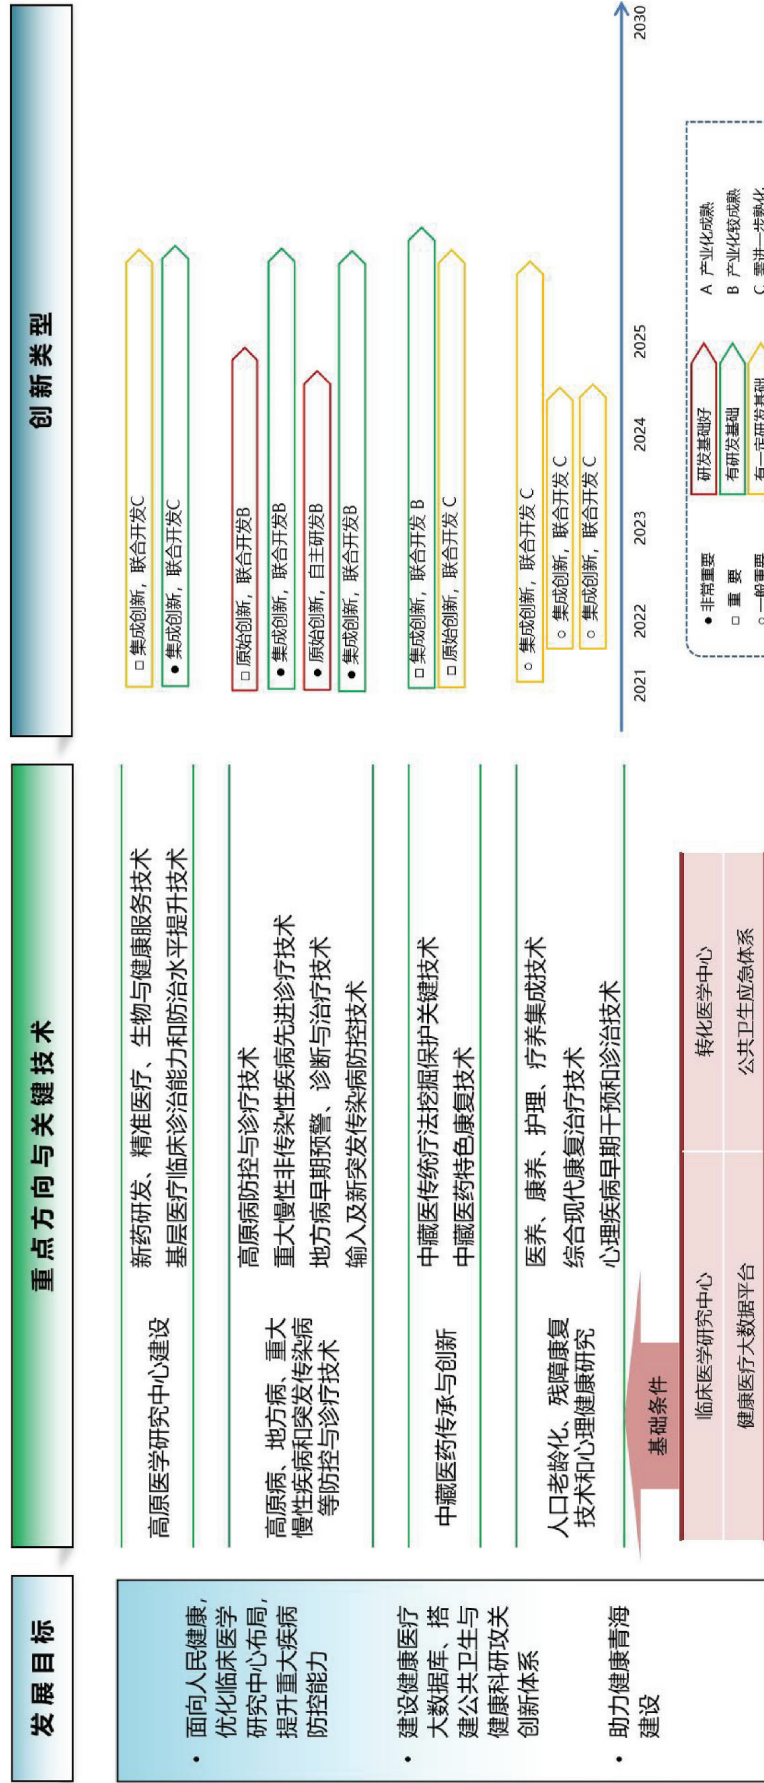 发展目标
重点方向与关键技术
创新类型
• 面向人民健康，
优化临床医学
研究中心布局，
提升重大疾病
防控能力
• 建设健康医疗
大数据库、搭
建公共卫生与
健康科研攻关
创新体系
• 助力健康青海
建设
高原医学研究中心建设
新药研发、精准医疗、生物与健康服务技术
基层医疗临床诊治能力和防治水平提升技术
□ 集成创新，联合开发C
● 集成创新，联合开发C
高原病、地方病、重大
慢性疾病和突发传染病
等防控与诊疗技术
高原病防控与诊疗技术
重大慢性非传染性疾病先进诊疗技术
地方病早期预警、诊断与治疗技术
输入及新突发传染病防控技术
□ 原始创新，联合开发B
● 集成创新，联合开发B
● 原始创新，自主研发B
● 集成创新，联合开发B
中藏医药传承与创新
中藏医传统疗法挖掘保护关键技术
中藏医药特色康复技术
□ 集成创新，联合开发 B
□ 原始创新，联合开发 C
人口老龄化、残障康复
技术和心理健康研究
医养、康养、护理、疗养集成技术
综合现代康复治疗技术
心理疾病早期干预和诊治技术
○ 集成创新，联合开发 C
○ 集成创新，联合开发 C
○ 集成创新，联合开发 C
2021 2022 2023 2024 2025 2030
基础条件
临床医学研究中心 转化医学中心
健康医疗大数据平台 公共卫生应急体系
● 非常重要 研发基础好 A 产业化成熟
□ 重 要 有研发基础 B 产业化较成熟
○ 一般重要 有一定研发基础 C 需进一步熟化